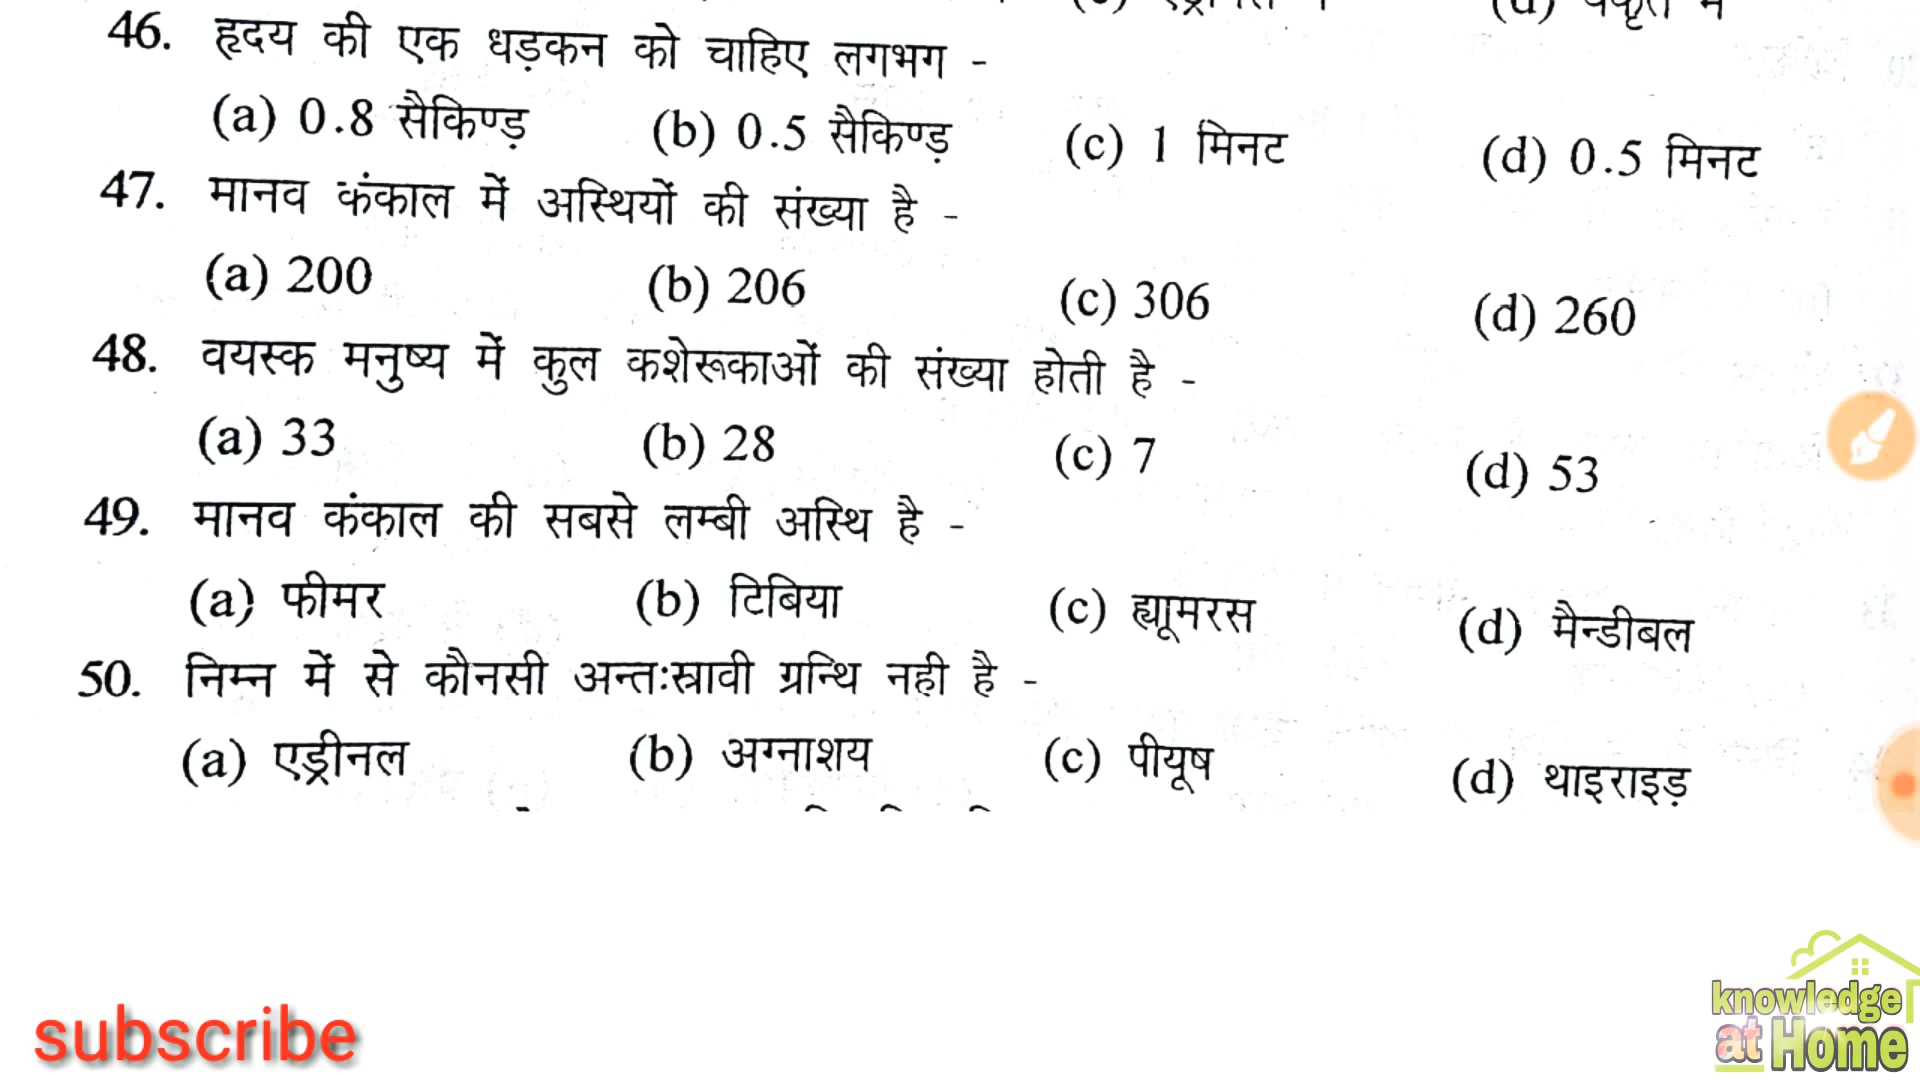 46. हृदय की एक धड़कन को चाहिए लगभग -
(a) 0.8 सैकिण्ड़ (b) 0.5 सैकिण्ड़ (c) 1 मिनट (d) 0.5 मिनट
47. मानव कंकाल में अस्थियों की संख्या है -
(a) 200 (b) 206 (c) 306 (d) 260
48. वयस्क मनुष्य में कुल कशेरूकाओं की संख्या होती है -
(a) 33 (b) 28 (c) 7 (d) 53
49. मानव कंकाल की सबसे लम्बी अस्थि है -
(a) फीमर (b) टिबिया (c) ह्यूमरस (d) मैन्डीबल
50. निम्न में से कौनसी अन्तःस्रावी ग्रन्थि नही है -
(a) एड्रीनल (b) अग्नाशय (c) पीयूष (d) थाइराइड़
subscribe
knowledge
at Home